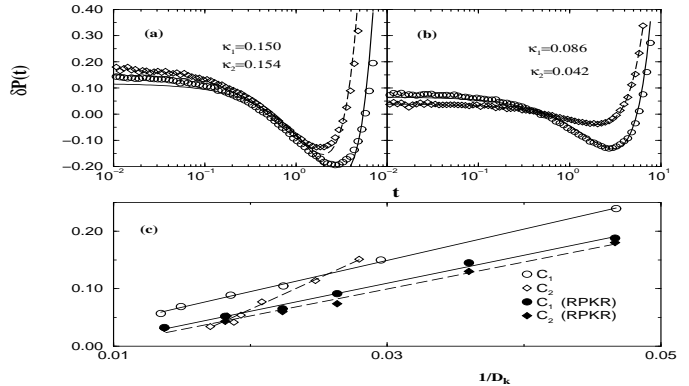 0.40
0.30
0.20
0.10
0.00
−0.10
−0.20
δP(t)
(a)
κ₁=0.150
κ₂=0.154
(b)
κ₁=0.086
κ₂=0.042
10⁻² 10⁻¹ 10⁰ 10⁻² 10⁻¹ 10⁰ 10¹
t
(c)
0.20
0.10
0.00
C₁
C₂
C₁ (RPKR)
C₂ (RPKR)
0.01 0.03 0.05
1/Dₖ